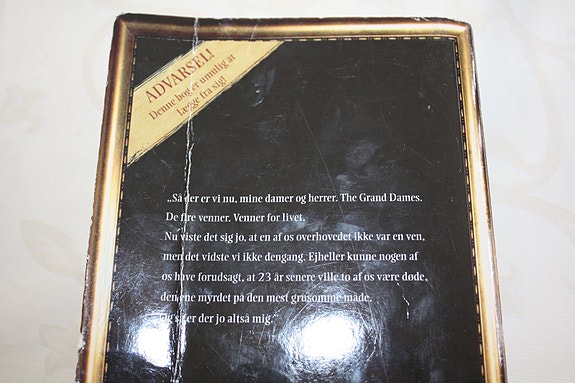 ADVARSEL!
Denne bog er umulig at
lægge fra sig!
„Så der er vi nu, mine damer og herrer. The Grand Dames.
De fire venner. Venner for livet.
Nu viste det sig jo, at en af os overhovedet ikke var en ven,
men det vidste vi ikke dengang. Ejheller kunne nogen af
os have forudsagt, at 23 år senere ville to af os være døde,
den ene myrdet på den mest grusomme måde.
Og så er der jo altså mig.”